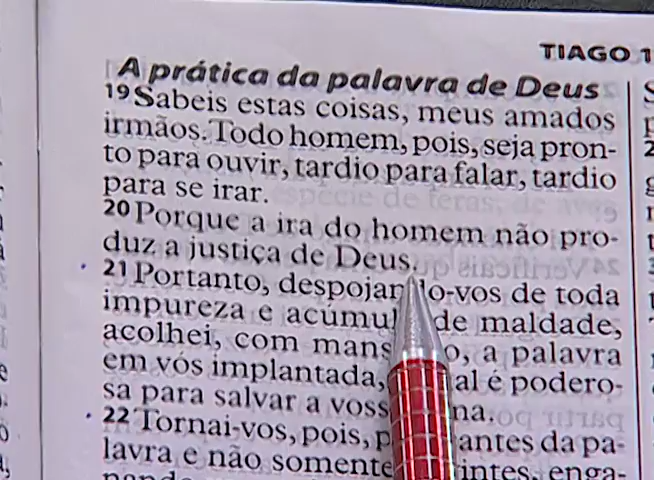 TIAGO 1
A prática da palavra de Deus
19 Sabeis estas coisas, meus amados
irmãos. Todo homem, pois, seja pron-
to para ouvir, tardio para falar, tardio
para se irar.
20 Porque a ira do homem não pro-
duz a justiça de Deus.
21 Portanto, despojando-vos de toda
impureza e acúmulo de maldade,
acolhei, com mansidão, a palavra
em vós implantada, a qual é podero-
sa para salvar a vossa alma.
22 Tornai-vos, pois, praticantes da pa-
lavra e não somente ouvintes, enga-